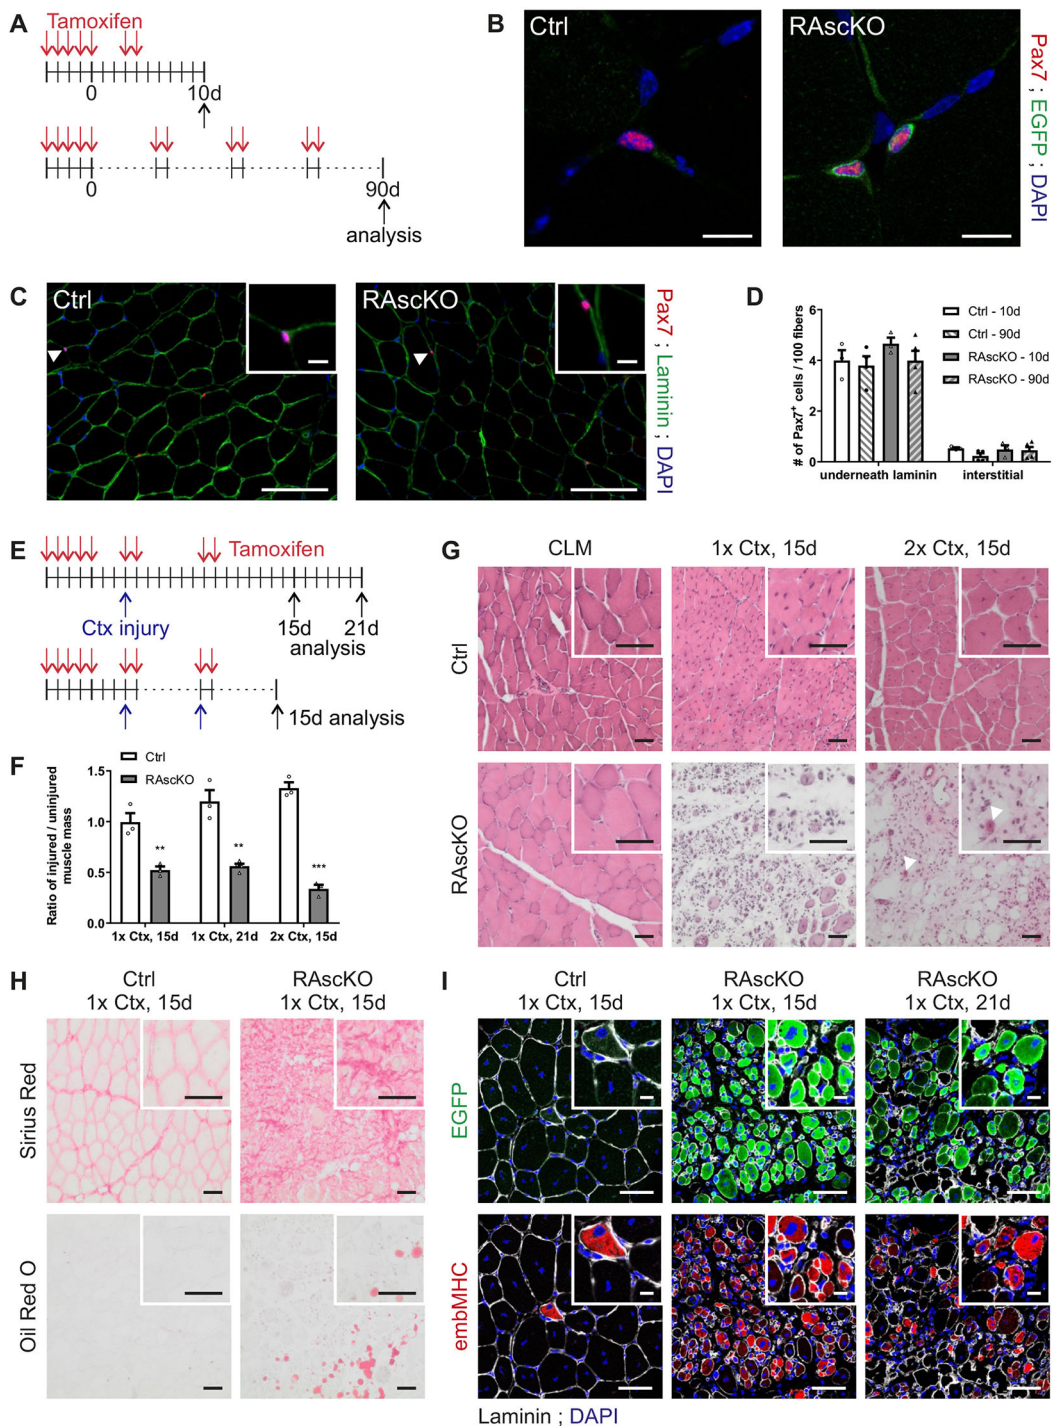 A
Tamoxifen
0
10d
0
90d
analysis
B
Ctrl
RAscKO
Pax7 ; EGFP ; DAPI
C
Ctrl
RAscKO
Pax7 ; Laminin ; DAPI
D
# of Pax7+ cells / 100 fibers
6
4
2
0
underneath laminin
interstitial
Ctrl - 10d
Ctrl - 90d
RAscKO - 10d
RAscKO - 90d
E
Tamoxifen
Ctx injury
15d
21d
analysis
15d analysis
F
Ctrl
RAscKO
Ratio of injured / uninjured
muscle mass
1.5
1.0
0.5
0.0
**
**
***
1x Ctx, 15d
1x Ctx, 21d
2x Ctx, 15d
G
CLM
1x Ctx, 15d
2x Ctx, 15d
Ctrl
RAscKO
H
Ctrl
1x Ctx, 15d
RAscKO
1x Ctx, 15d
Sirius Red
Oil Red O
I
Ctrl
1x Ctx, 15d
RAscKO
1x Ctx, 15d
RAscKO
1x Ctx, 21d
EGFP
embMHC
Laminin ; DAPI